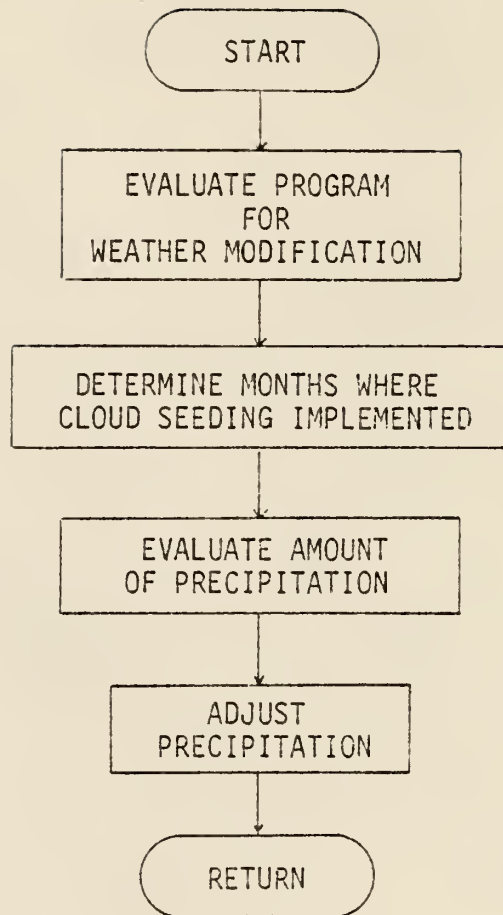 START
EVALUATE PROGRAM
FOR
WEATHER MODIFICATION
DETERMINE MONTHS WHERE
CLOUD SEEDING IMPLEMENTED
EVALUATE AMOUNT
OF PRECIPITATION
ADJUST
PRECIPITATION
RETURN